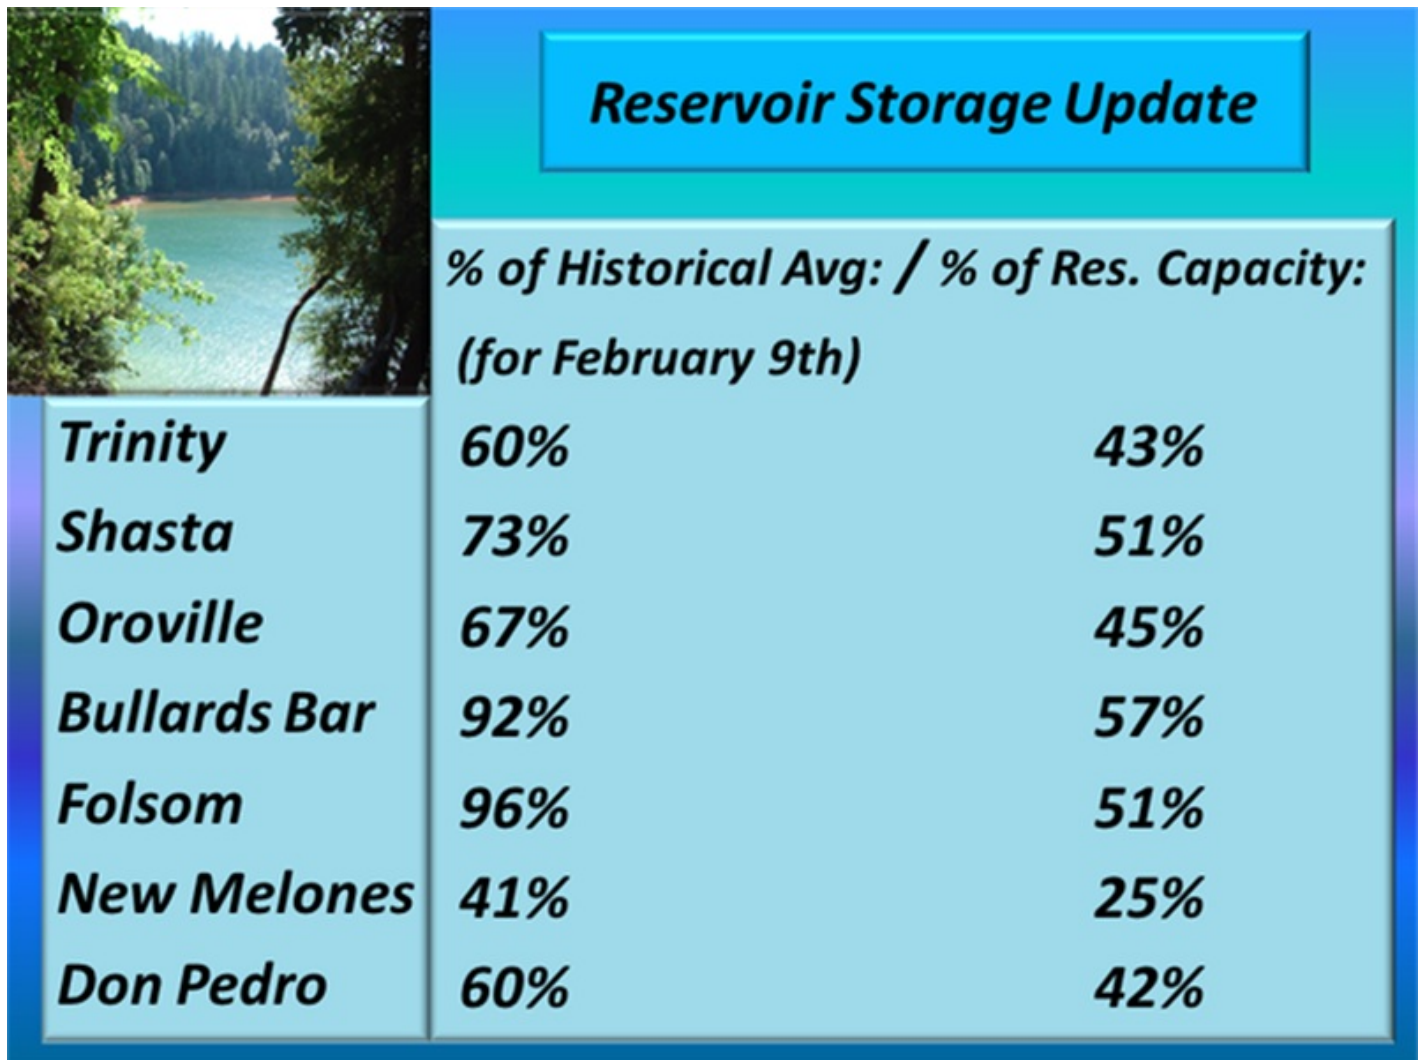 Reservoir Storage Update
% of Historical Avg: / % of Res. Capacity:
(for February 9th)
Trinity 60% 43%
Shasta 73% 51%
Oroville 67% 45%
Bullards Bar 92% 57%
Folsom 96% 51%
New Melones 41% 25%
Don Pedro 60% 42%